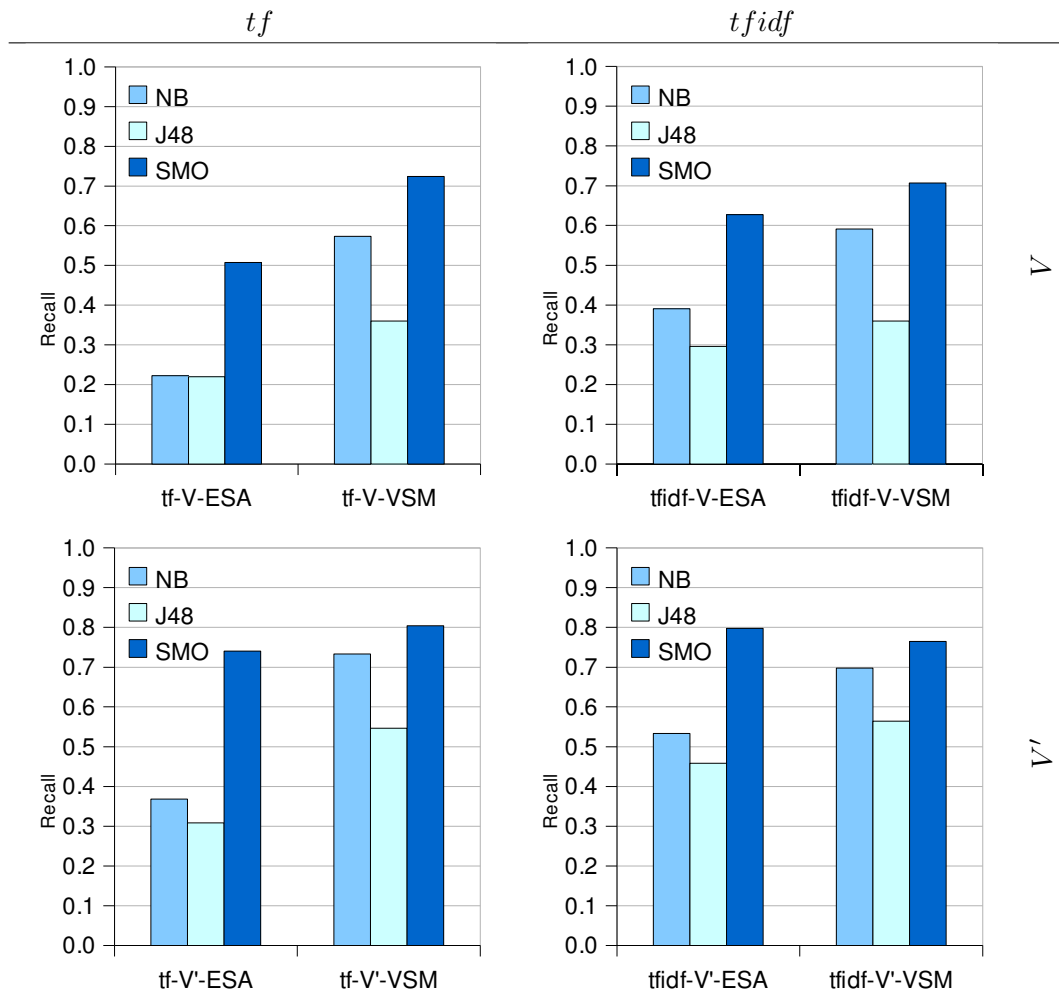 tf
tfidf
1.0
0.9
0.8
0.7
0.6
0.5
0.4
0.3
0.2
0.1
0.0
Recall
NB
J48
SMO
tf-V-ESA
tf-V-VSM
1.0
0.9
0.8
0.7
0.6
0.5
0.4
0.3
0.2
0.1
0.0
Recall
NB
J48
SMO
tfidf-V-ESA
tfidf-V-VSM
V
1.0
0.9
0.8
0.7
0.6
0.5
0.4
0.3
0.2
0.1
0.0
Recall
NB
J48
SMO
tf-V'-ESA
tf-V'-VSM
1.0
0.9
0.8
0.7
0.6
0.5
0.4
0.3
0.2
0.1
0.0
Recall
NB
J48
SMO
tfidf-V'-ESA
tfidf-V'-VSM
V'